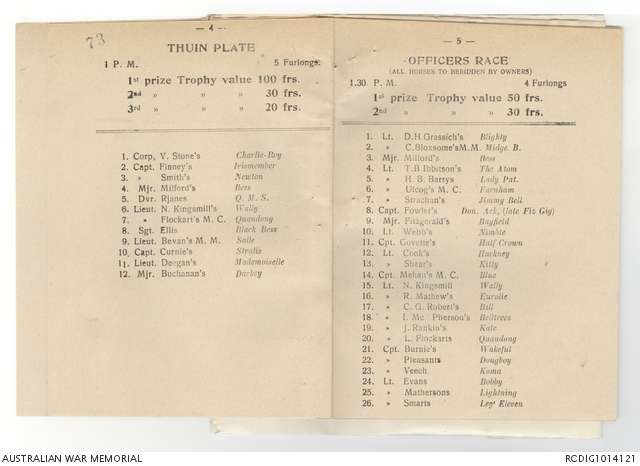 73
— 4 —
THUIN PLATE
1 P. M. 5 Furlongs.
1st prize Trophy value 100 frs.
2nd » » » 30 frs.
3rd » » » 20 frs.
1. Corp, V. Stone's Charlie-Boy
2. Capt. Finney's Irismember
3. » Smith's Newton
4. Mjr. Milford's Bess
5. Dvr. Rjanes Q. M. S.
6. Lieut. N. Kingsmill's Wally
7. » Flockart's M. C. Quandong
8. Sgt. Ellis Black Bess
9. Lieut. Bevan's M. M. Salle
10. Capt. Curnie's Stralis
11. Lieut. Deegan's Mademoiselle
12. Mjr. Buchanan's Darkey
— 5 —
OFFICERS RACE
(ALL HORSES TO BERIDDEN BY OWNERS)
1.30 P. M. 4 Furlongs
1st prize Trophy value 50 frs.
2nd » » » 30 frs.
1. Lt. D.H. Grassich's Blighty
2. » C. Bloxsome's M.M. Midge. B.
3. Mjr. Milford's Bess
4. Lt. T.B Ibbitson's The Atom
5. » H. B. Barrys Lady Pat.
6. » Ulcog's M. C. Farnham
7. » Strachan's Jimmy Bell
8. Capt. Fowler's Don. Ack, (late Fiz Gig)
9. Mjr. Fitzgerald's Bayfield
10. Lt. Webb's Nimble
11. Cpt. Govette's Half Crown
12. Lt. Cook's Hackney
13. » Shear's Kitty
14. Cpt. Mehan's M. C. Blue
15. Lt. N. Kingsmill Wally
16. » R. Mathew's Eurolie
17. » C. G. Robert's Bill
18. » I. Mc Pherson's Belltrees
19. » J. Rankin's Kate
20. » L. Flockarts Quandong
21. Cpt. Burnie's Wakeful
22. » Pleasants Doughboy
23. » Veech Koma
24. Lt. Evans Bobby
25. » Mathersons Lightning
26. » Smarts Leg' Eleven
AUSTRALIAN WAR MEMORIAL RCDIG1014121